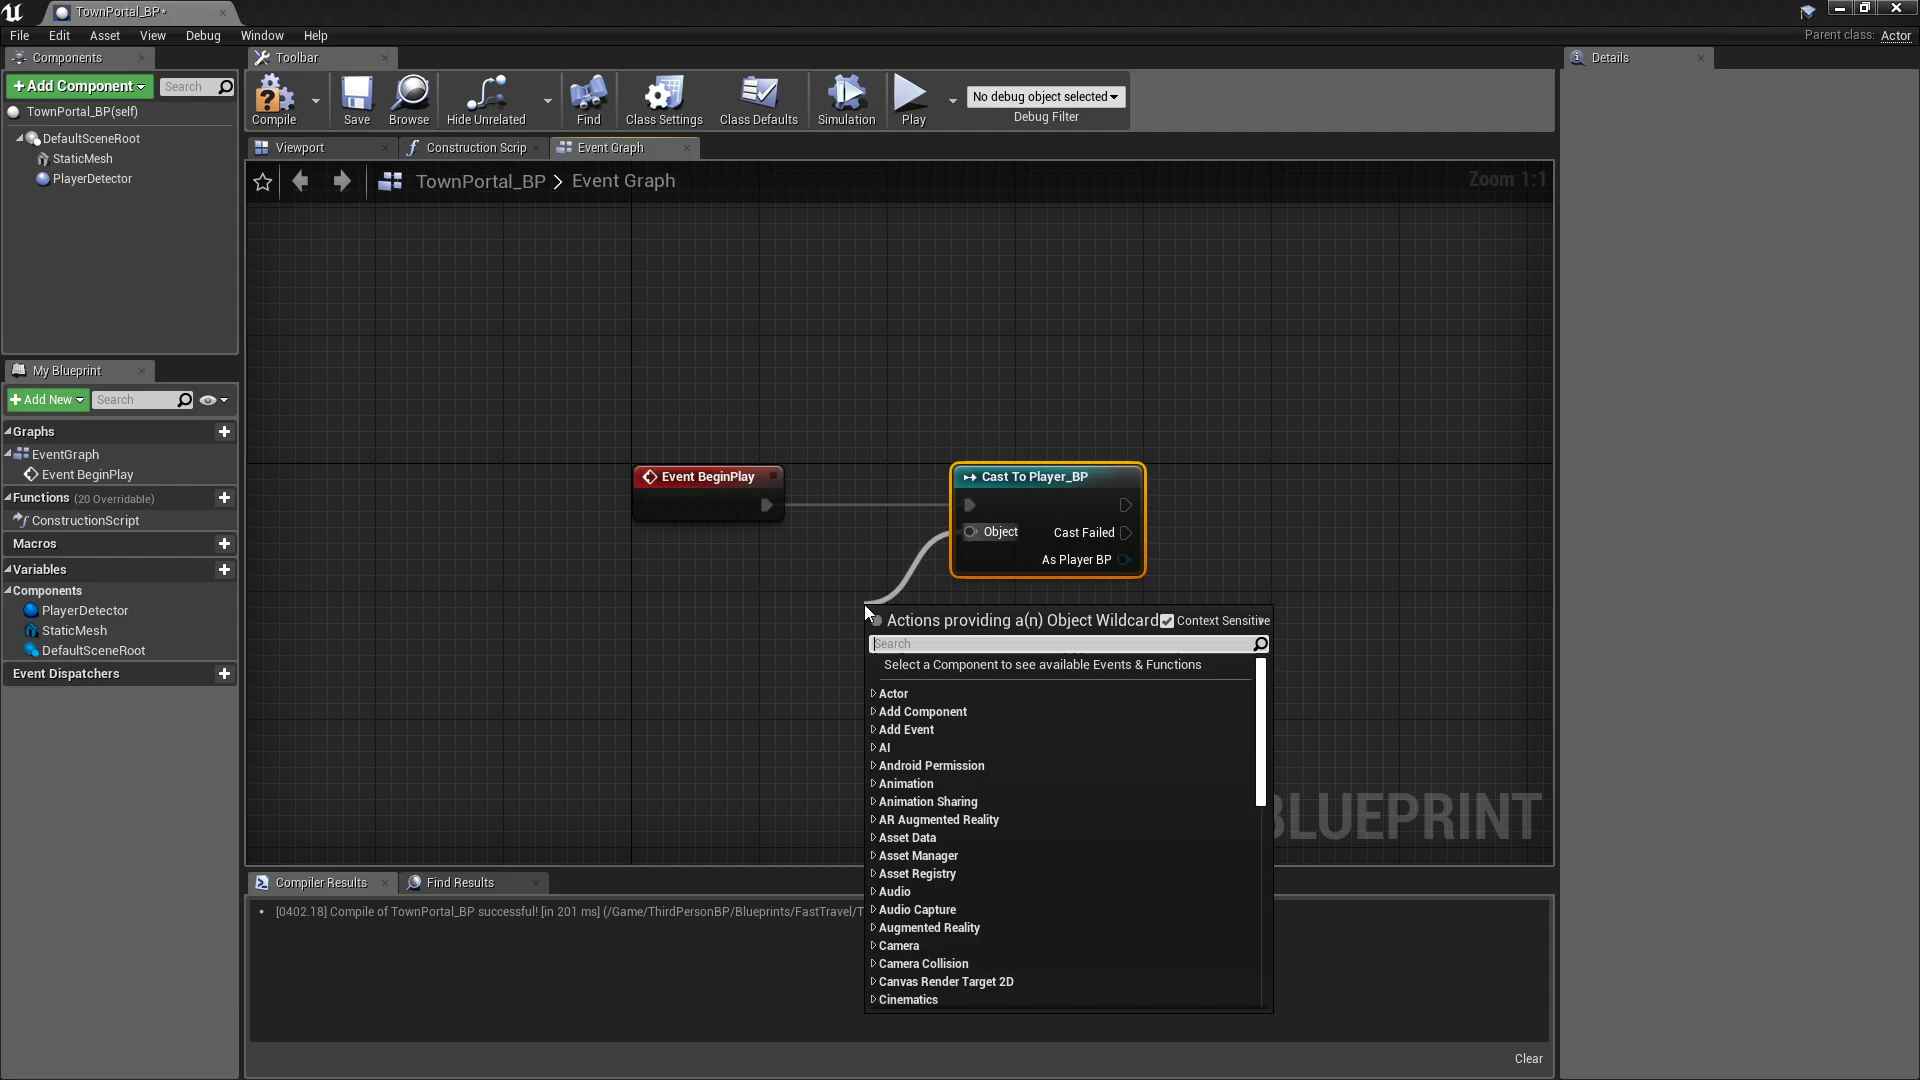 TownPortal_BP*
File Edit Asset View Debug Window Help
Parent class: Actor
Components
Toolbar
Details
+Add Component
Search
TownPortal_BP(self)
DefaultSceneRoot
StaticMesh
PlayerDetector
Compile
Save
Browse
Hide Unrelated
Find
Class Settings
Class Defaults
Simulation
Play
No debug object selected
Debug Filter
Viewport
Construction Scrip
Event Graph
TownPortal_BP > Event Graph
Zoom 1:1
My Blueprint
+Add New
Search
Graphs
EventGraph
Event BeginPlay
Functions (20 Overridable)
ConstructionScript
Macros
Variables
Components
PlayerDetector
StaticMesh
DefaultSceneRoot
Event Dispatchers
Event BeginPlay
Cast To Player_BP
Object
Cast Failed
As Player BP
Actions providing a(n) Object Wildcard
Context Sensitive
Search
Select a Component to see available Events & Functions
Actor
Add Component
Add Event
AI
Android Permission
Animation
Animation Sharing
AR Augmented Reality
Asset Data
Asset Manager
Asset Registry
Audio
Audio Capture
Augmented Reality
Camera
Camera Collision
Canvas Render Target 2D
Cinematics
BLUEPRINT
Compiler Results
Find Results
[0402.18] Compile of TownPortal_BP successful! [in 201 ms] (/Game/ThirdPersonBP/Blueprints/FastTravel/T
Clear